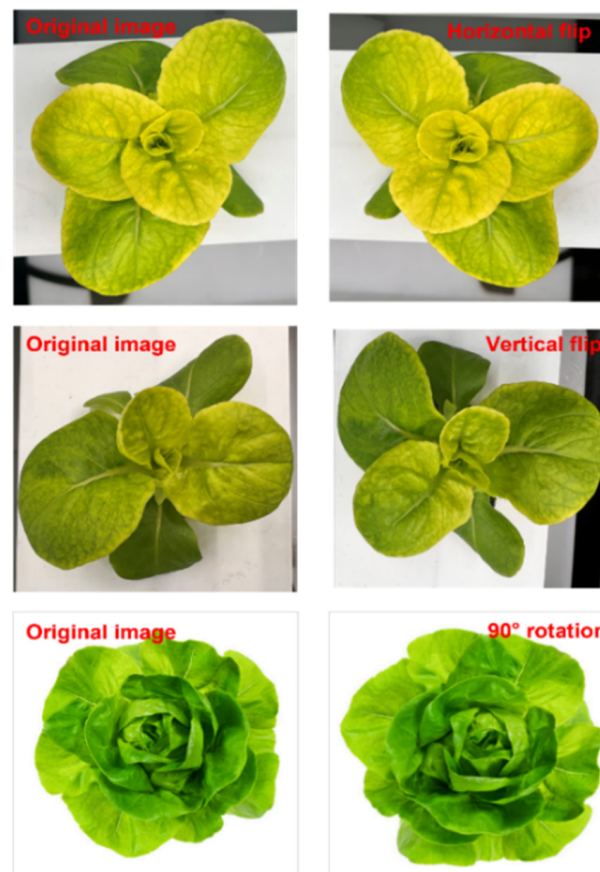 Original image
Horizontal flip
Original image
Vertical flip
Original image
90° rotation